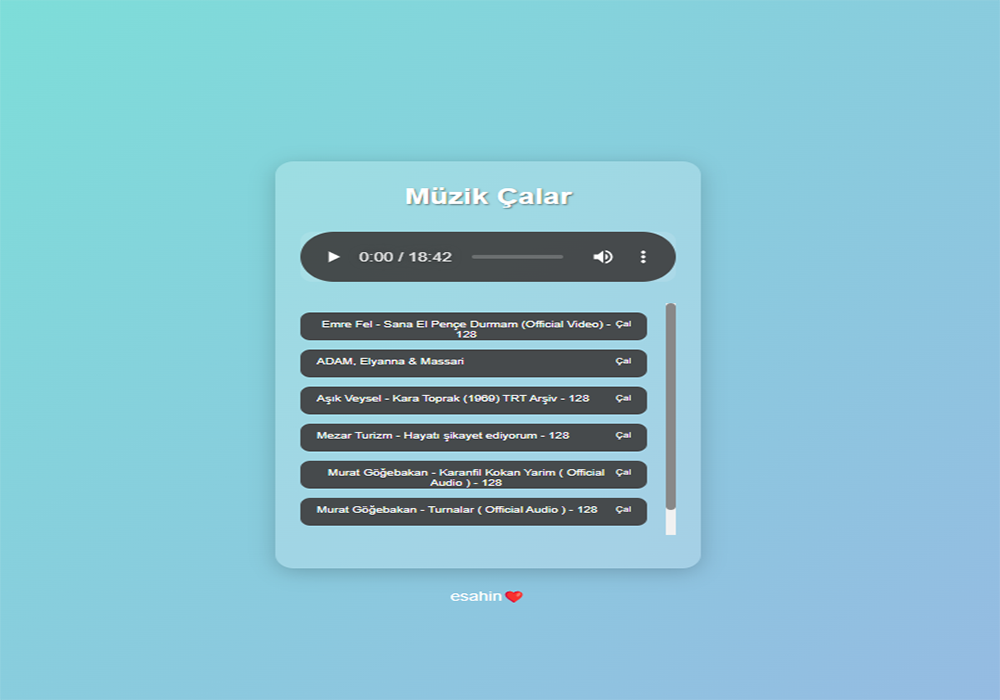 Müzik Çalar
0:00 / 18:42
Emre Fel - Sana El Pençe Durmam (Official Video) - Çal
128
ADAM, Elyanna & Massari Çal
Aşık Veysel - Kara Toprak (1969) TRT Arşiv - 128 Çal
Mezar Turizm - Hayatı şikayet ediyorum - 128 Çal
Murat Göğebakan - Karanfil Kokan Yarim ( Official Çal
Audio ) - 128
Murat Göğebakan - Turnalar ( Official Audio ) - 128 Çal
esahin